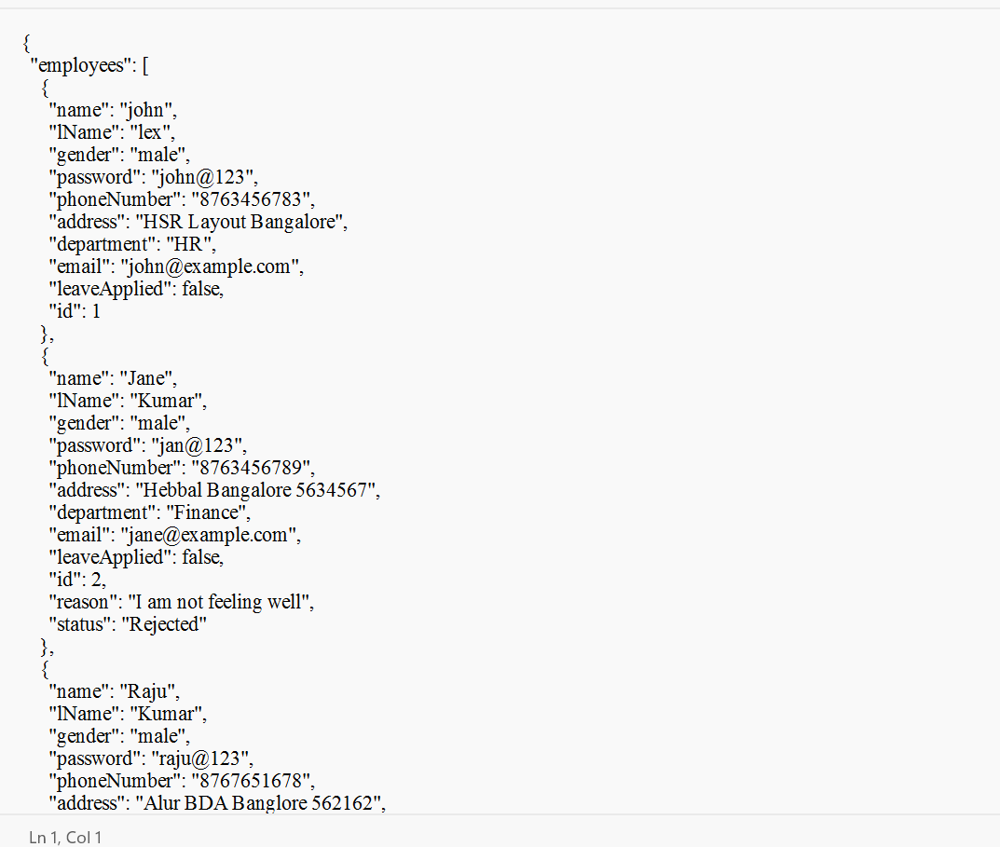 {
"employees": [
{
"name": "john",
"lName": "lex",
"gender": "male",
"password": "john@123",
"phoneNumber": "8763456783",
"address": "HSR Layout Bangalore",
"department": "HR",
"email": "john@example.com",
"leaveApplied": false,
"id": 1
},
{
"name": "Jane",
"lName": "Kumar",
"gender": "male",
"password": "jan@123",
"phoneNumber": "8763456789",
"address": "Hebbal Bangalore 5634567",
"department": "Finance",
"email": "jane@example.com",
"leaveApplied": false,
"id": 2,
"reason": "I am not feeling well",
"status": "Rejected"
},
{
"name": "Raju",
"lName": "Kumar",
"gender": "male",
"password": "raju@123",
"phoneNumber": "8767651678",
"address": "Alur BDA Banglore 562162",
Ln 1, Col 1